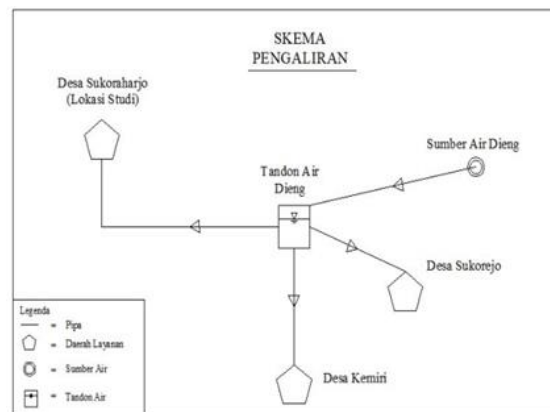 SKEMA
PENGALIRAN
Desa Sukoraharjo
(Lokasi Studi)
Sumber Air Dieng
Tandon Air
Dieng
Desa Sukorejo
Desa Kemiri
Legenda
= Pipa
= Daerah Layanan
= Sumber Air
= Tandon Air